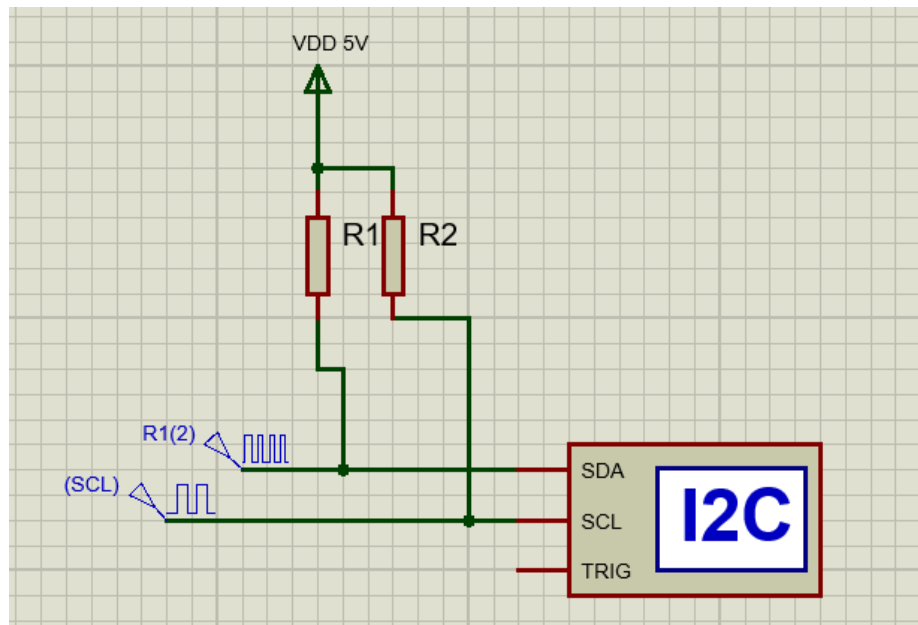 VDD 5V
R1
R2
R1(2)
(SCL)
SDA
SCL
TRIG
I2C